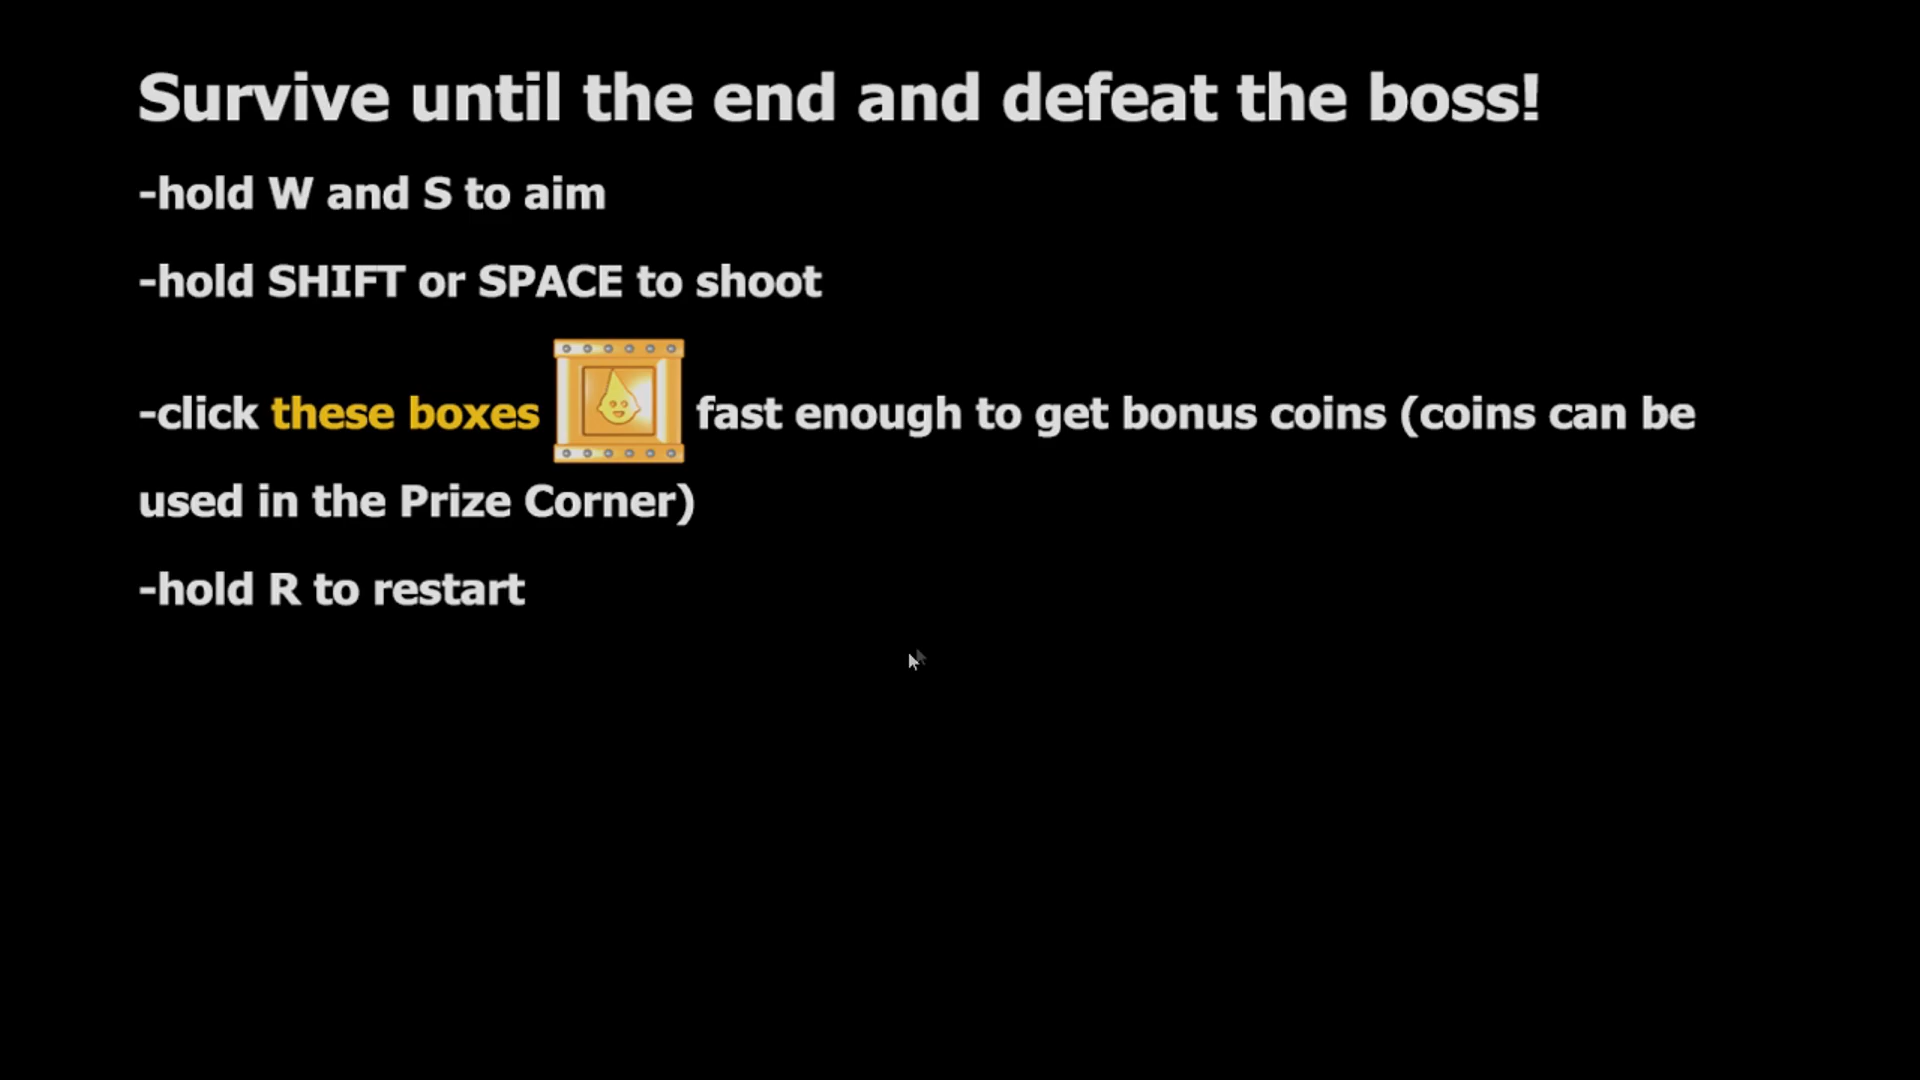 Survive until the end and defeat the boss!
-hold W and S to aim
-hold SHIFT or SPACE to shoot
-click these boxes fast enough to get bonus coins (coins can be
used in the Prize Corner)
-hold R to restart